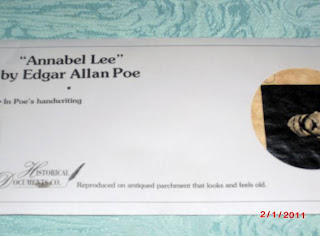 "Annabel Lee"
by Edgar Allan Poe
• In Poe's handwriting
HISTORICAL
DOCUMENTS CO.
Reproduced on antiqued parchment that looks and feels old.
2/1/2011